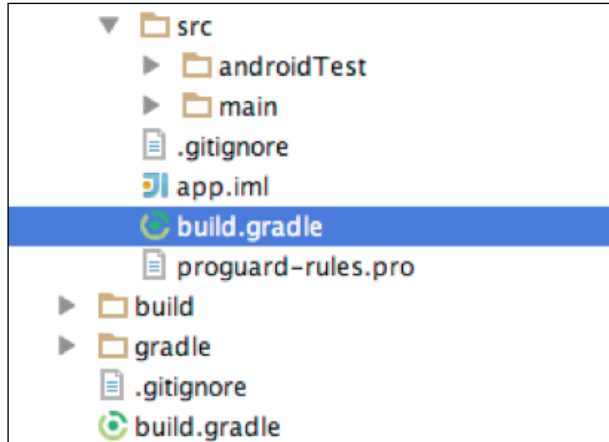 src
androidTest
main
.gitignore
app.iml
build.gradle
proguard-rules.pro
build
gradle
.gitignore
build.gradle